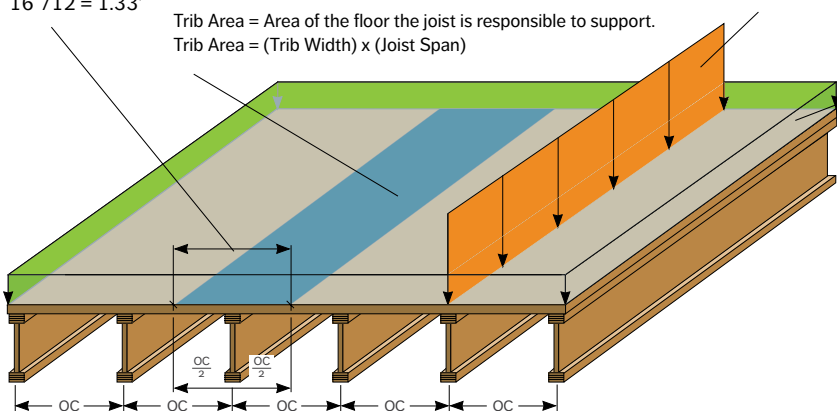 16"/12 = 1.33'
Trib Area = Area of the floor the joist is responsible to support.
Trib Area = (Trib Width) x (Joist Span)
OC
2
OC
2
OC
OC
OC
OC
OC